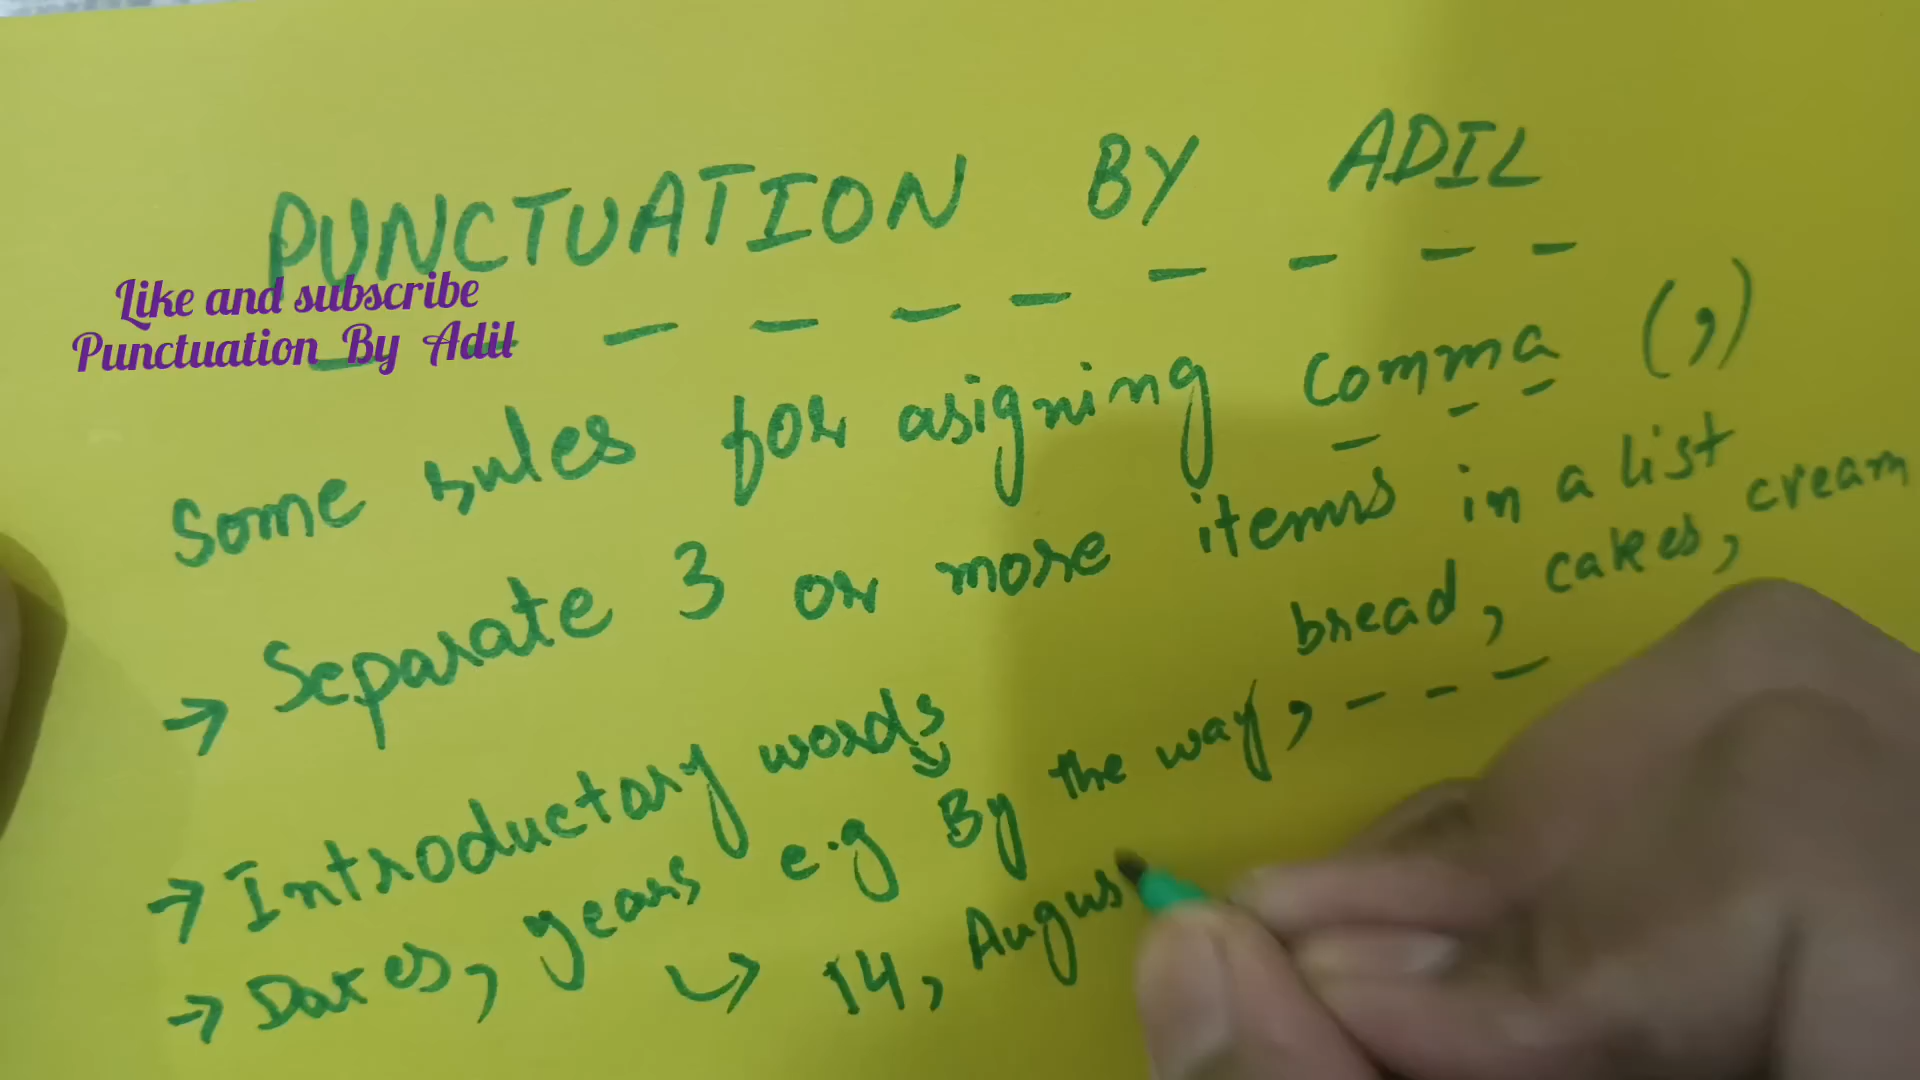 PUNCTUATION BY ADIL
Like and subscribe
Punctuation By Adil
Some rules for asigning Comma (,)
→ Separate 3 or more items in a list
bread, cakes, cream
→ Introductory words
e.g By the way, - - -
→ Dates, years
↳ 14, Augus